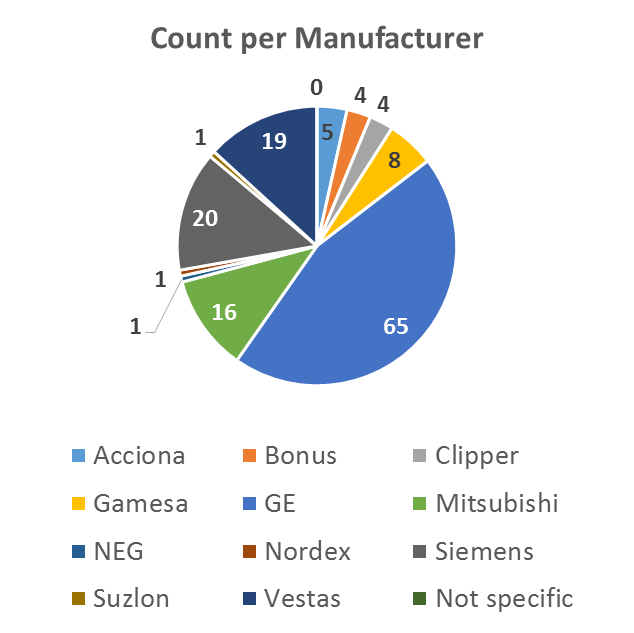 Count per Manufacturer
0
5
4
4
8
65
16
1
1
20
1
19
Acciona Bonus Clipper
Gamesa GE Mitsubishi
NEG Nordex Siemens
Suzlon Vestas Not specific